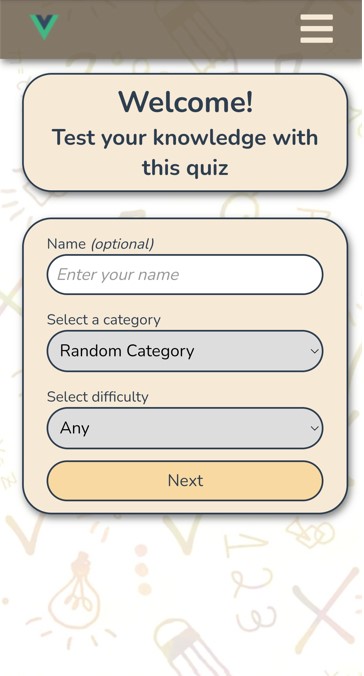 Welcome!
Test your knowledge with
this quiz
Name (optional)
Enter your name
Select a category
Random Category
Select difficulty
Any
Next